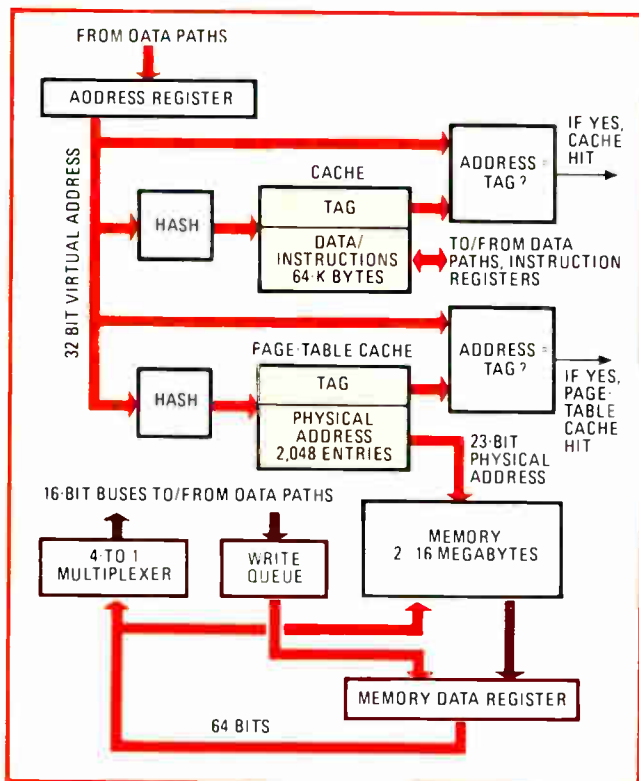 FROM DATA PATHS
ADDRESS REGISTER
32 BIT VIRTUAL ADDRESS
HASH
CACHE
TAG
DATA/
INSTRUCTIONS
64-K BYTES
ADDRESS =
TAG?
IF YES,
CACHE
HIT
TO/FROM DATA
PATHS, INSTRUCTION
REGISTERS
HASH
PAGE-TABLE CACHE
TAG
PHYSICAL
ADDRESS
2,048 ENTRIES
ADDRESS =
TAG?
IF YES,
PAGE-
TABLE
CACHE
HIT
23-BIT
PHYSICAL
ADDRESS
16-BIT BUSES TO/FROM DATA PATHS
4-TO 1
MULTIPLEXER
WRITE
QUEUE
MEMORY
2 16 MEGABYTES
MEMORY DATA REGISTER
64 BITS